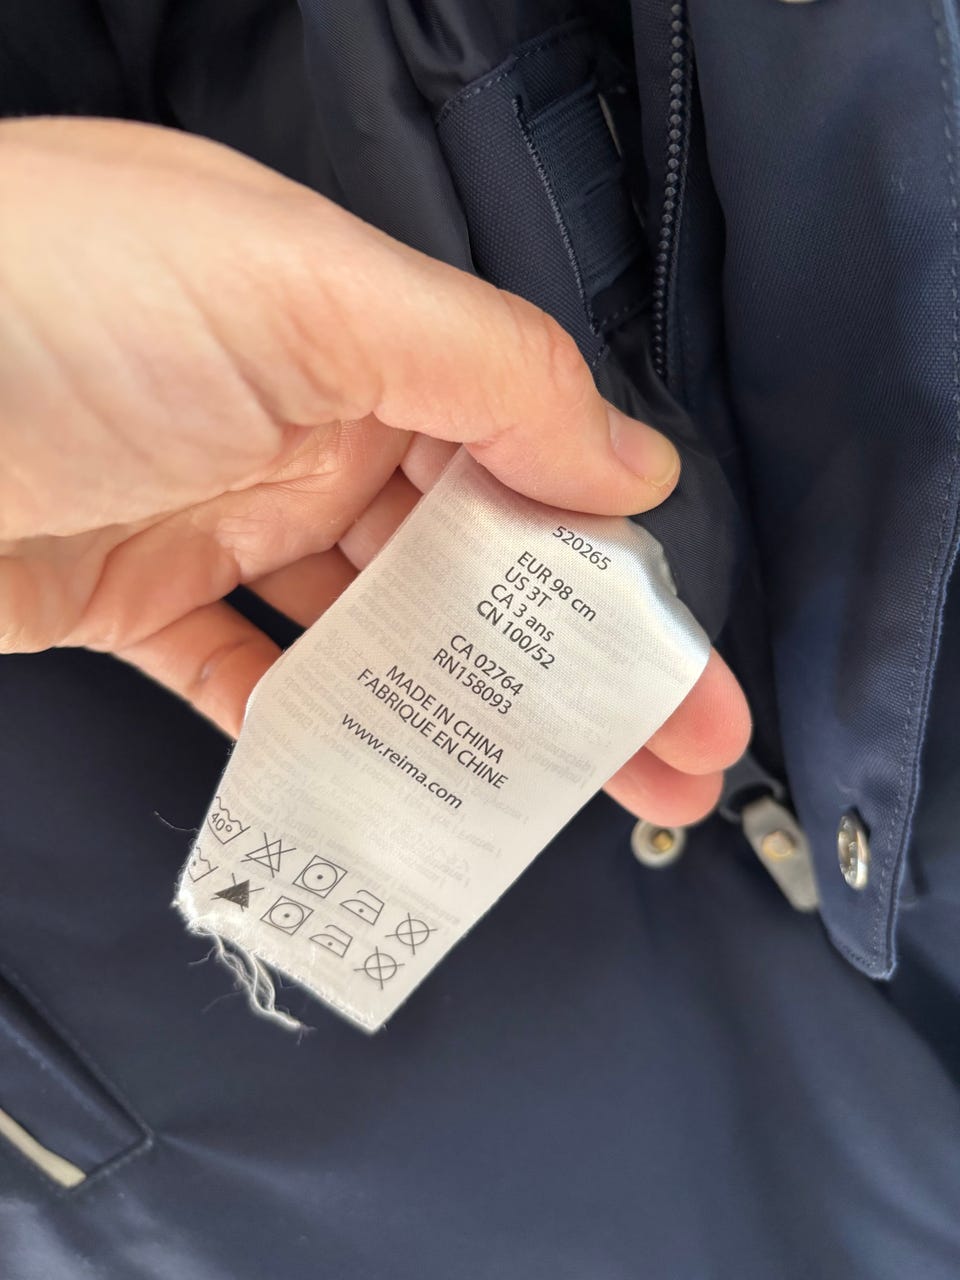 520265
EUR 98 cm
US 3T
CA 3 ans
CN 100/52
CA 02764
RN158093
MADE IN CHINA
FABRIQUE EN CHINE
www.reima.com
40°